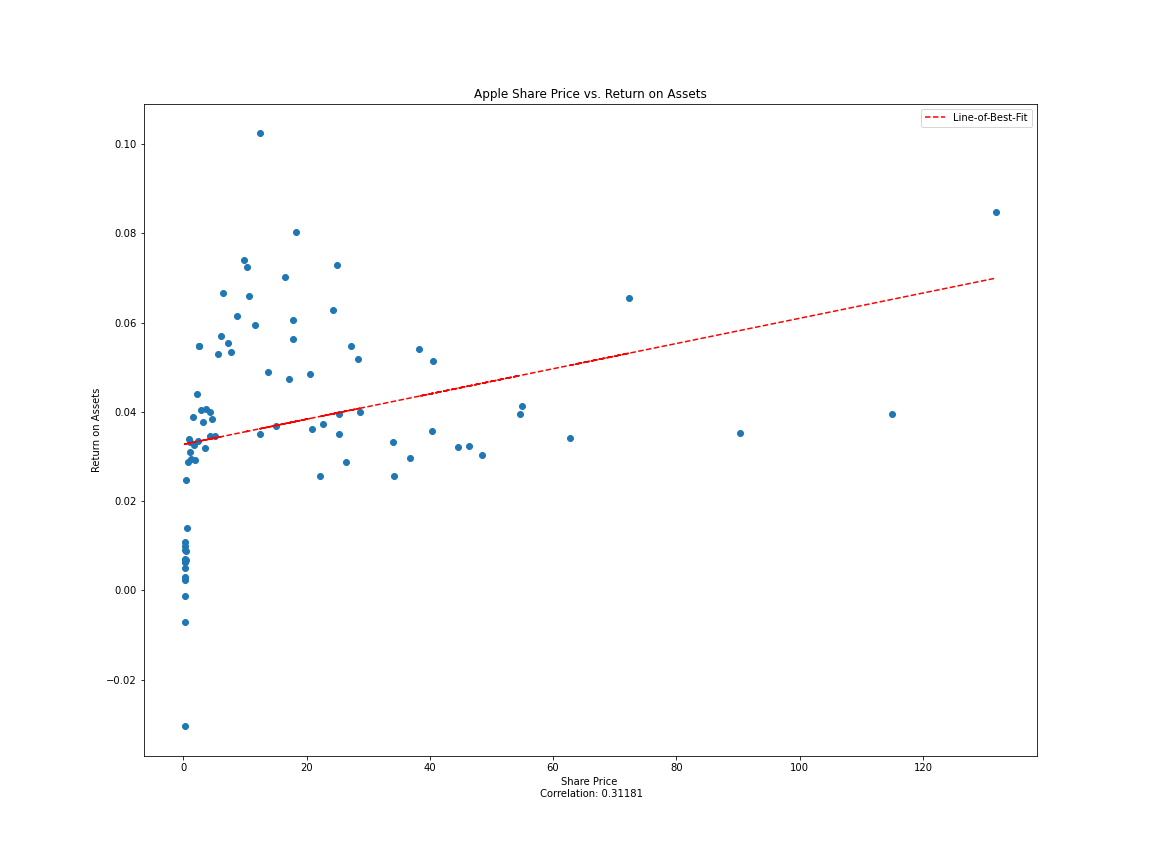 Apple Share Price vs. Return on Assets
Line-of-Best-Fit
0.10
0.08
0.06
0.04
0.02
0.00
−0.02
Return on Assets
0 20 40 60 80 100 120
Share Price
Correlation: 0.31181